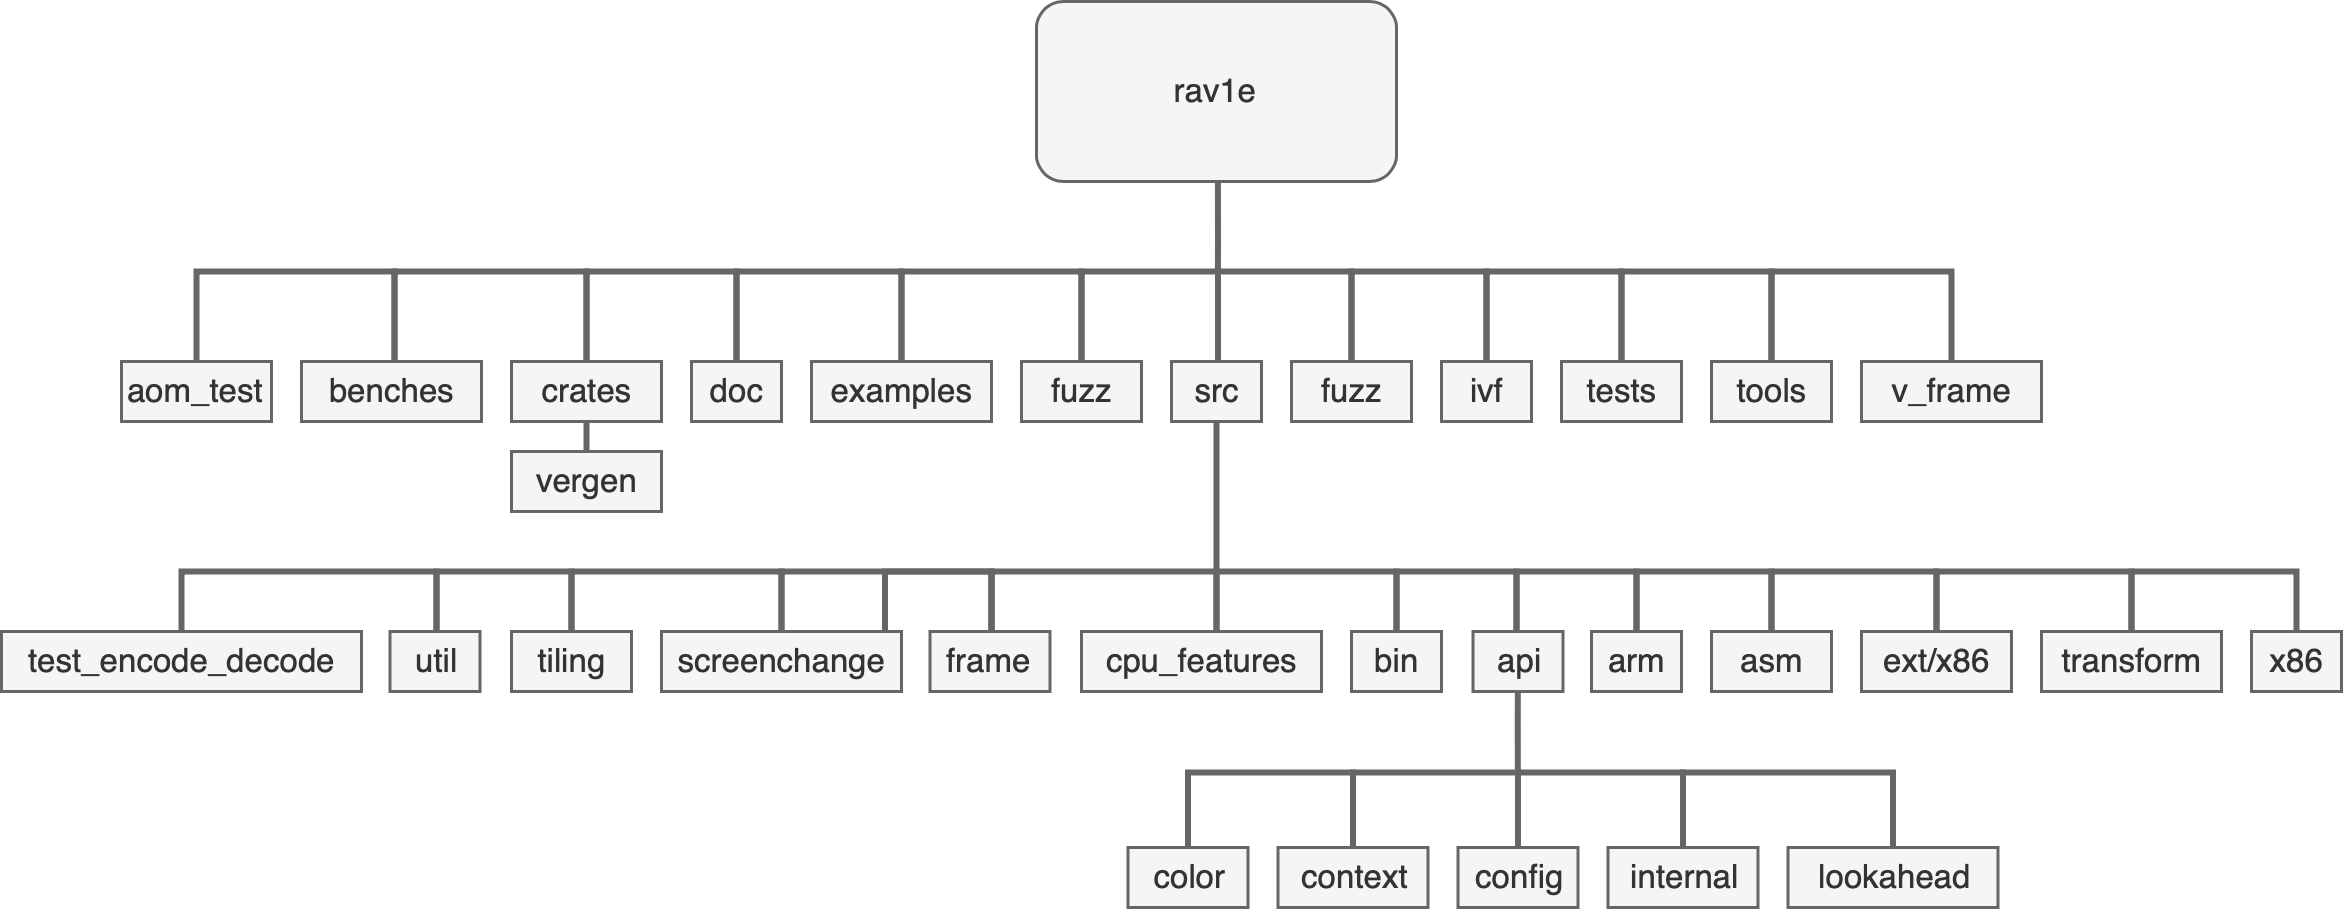 rav1e
aom_test benches crates doc examples fuzz src fuzz ivf tests tools v_frame
vergen
test_encode_decode util tiling screenchange frame cpu_features bin api arm asm ext/x86 transform x86
color context config internal lookahead